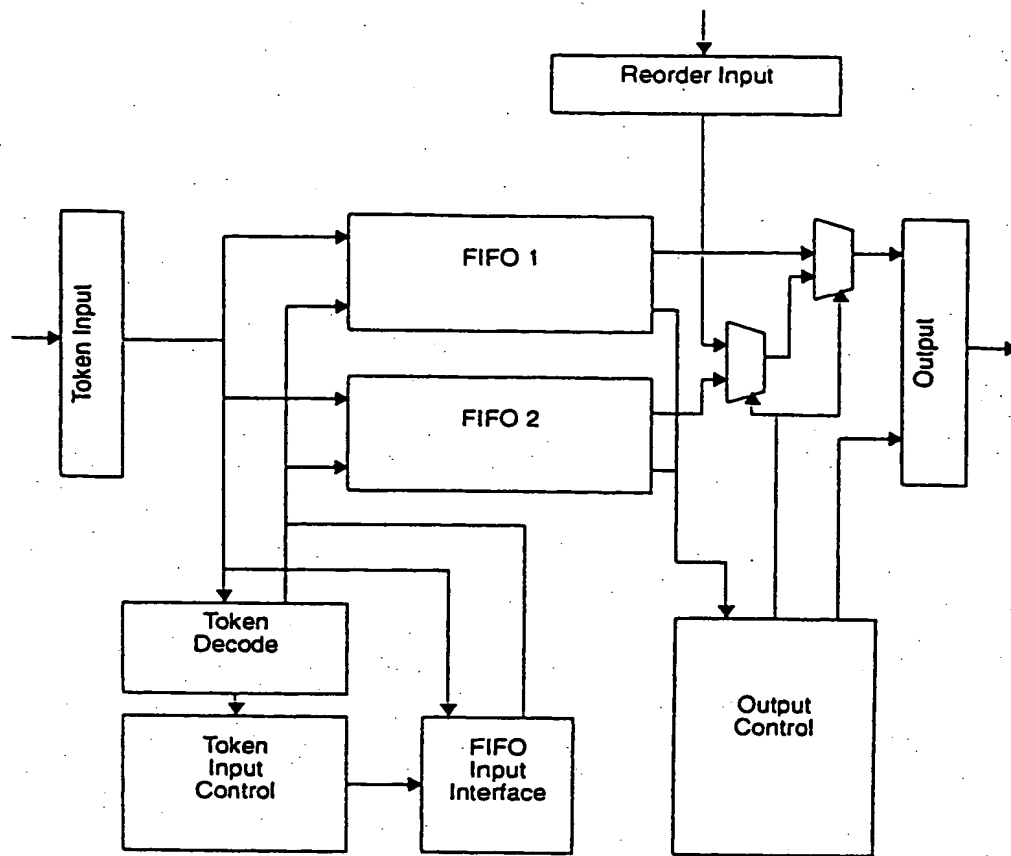 Reorder Input
Token Input
FIFO 1
Output
FIFO 2
Token
Decode
Token
Input
Control
FIFO
Input
Interface
Output
Control